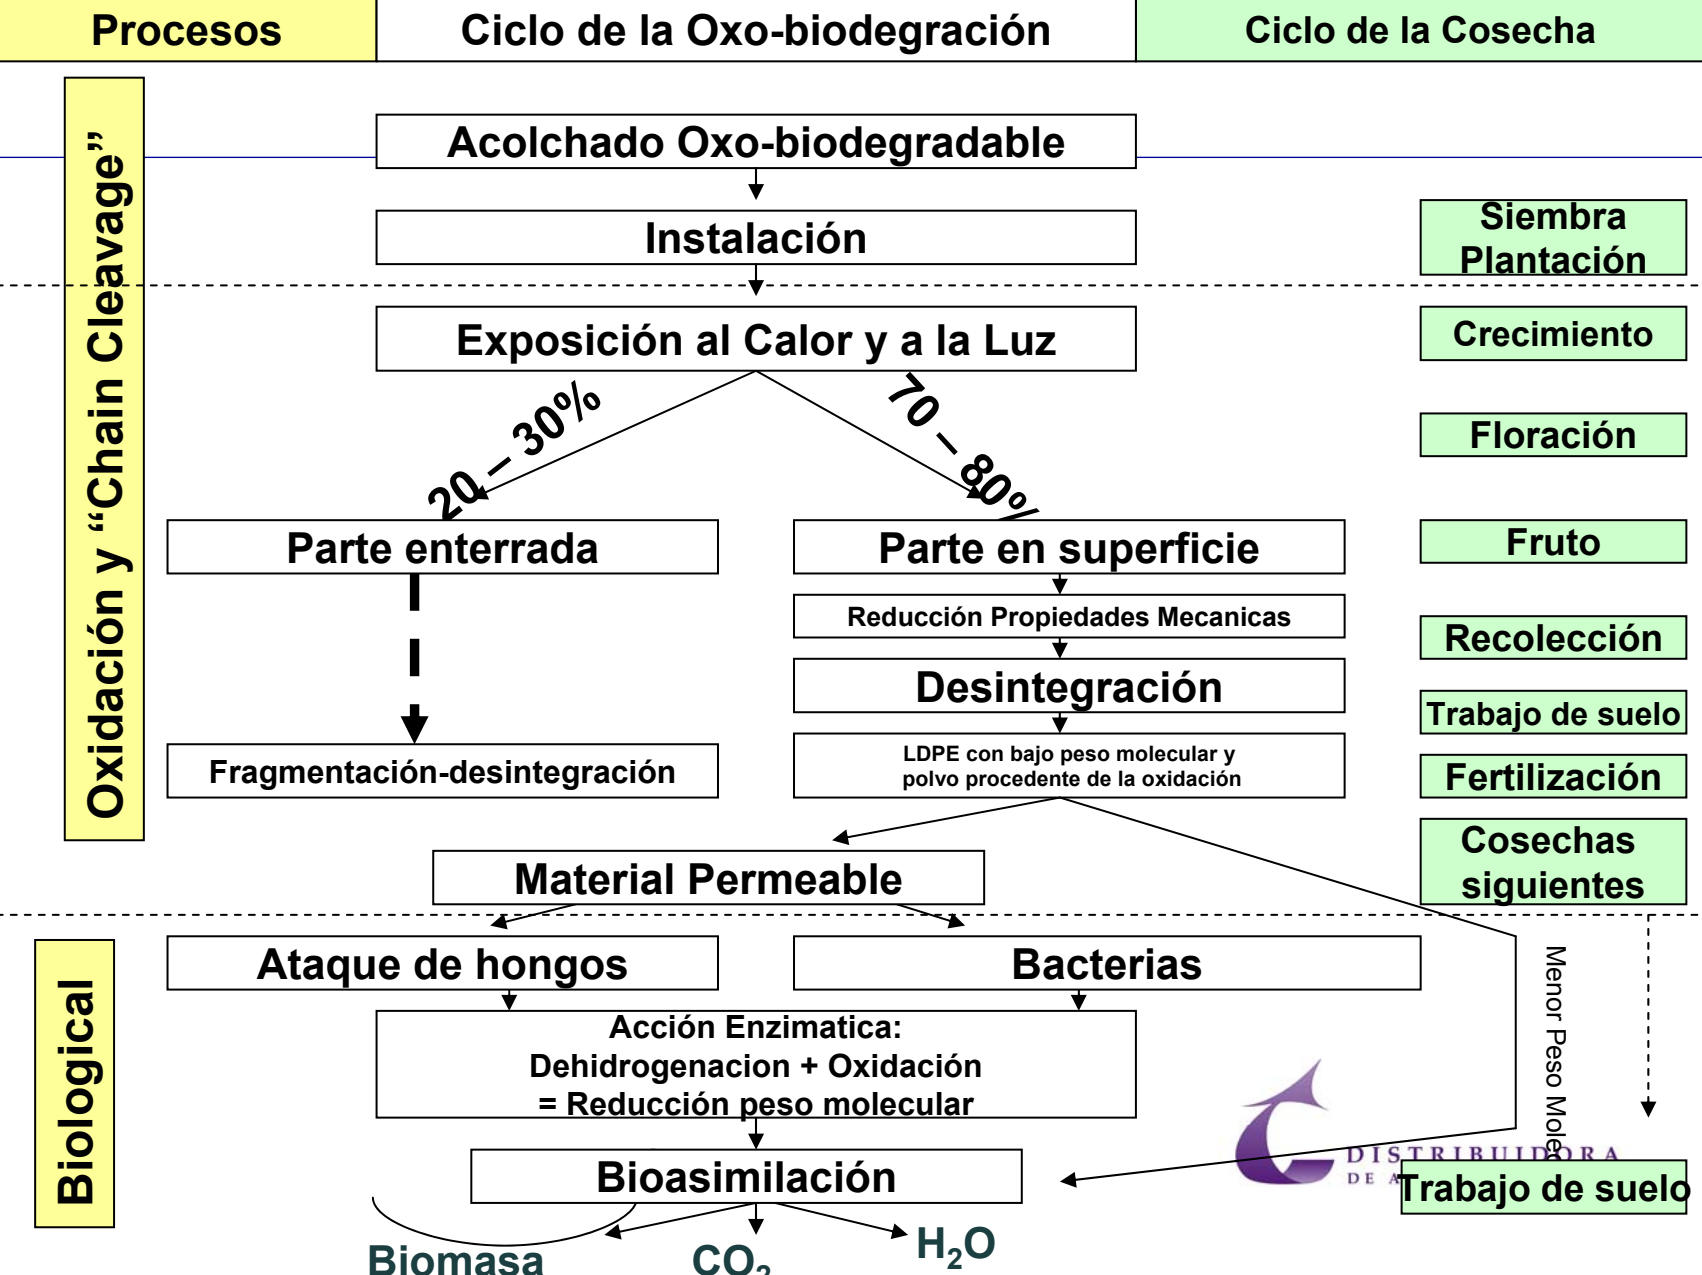 Procesos
Ciclo de la Oxo-biodegración
Ciclo de la Cosecha
Oxidación y “Chain Cleavage”
Acolchado Oxo-biodegradable
Instalación
Siembra
Plantación
Exposición al Calor y a la Luz
Crecimiento
20 – 30%
70 – 80%
Floración
Parte enterrada
Parte en superficie
Fruto
Reducción Propiedades Mecanicas
Recolección
Desintegración
Trabajo de suelo
Fragmentación-desintegración
LDPE con bajo peso molecular y
polvo procedente de la oxidación
Fertilización
Material Permeable
Cosechas
siguientes
Biological
Ataque de hongos
Bacterias
Menor Peso
Acción Enzimatica:
Dehidrogenacion + Oxidación
= Reducción peso molecular
DISTRIBUIDORA
DE
Bioasimilación
Trabajo de suelo
Biomasa
CO₂
H₂O